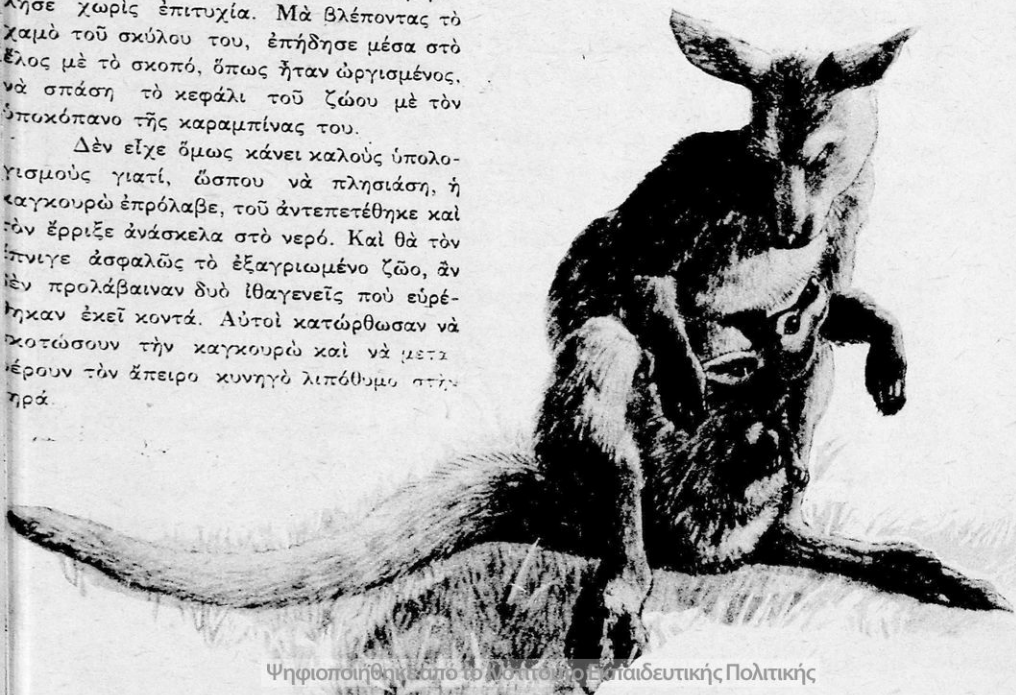 χωρὶς ἐπιτυχία. Μὰ βλέποντας τὸ
χαμὸ τοῦ σκύλου του, ἐπήδησε μέσα στὸ
ἕλος μὲ τὸ σκοπό, ὅπως ἦταν ὠργισμένος,
νὰ σπάση τὸ κεφάλι τοῦ ζώου μὲ τὸν
ὑποκόπανο τῆς καραμπίνας του.
Δὲν εἶχε ὅμως κάνει καλοὺς ὑπολο-
γισμοὺς γιατί, ὥσπου νὰ πλησιάση, ἡ
καγκουρὼ ἐπρόλαβε, τοῦ ἀντεπετέθηκε καὶ
τὸν ἔρριξε ἀνάσκελα στὸ νερό. Καὶ θὰ τὸν
ἔπνιγε ἀσφαλῶς τὸ ἐξαγριωμένο ζῶο, ἂν
δὲν προλάβαιναν δυὸ ἰθαγενεῖς ποὺ εὑρέ-
θηκαν ἐκεῖ κοντά. Αὐτοὶ κατώρθωσαν νὰ
σκοτώσουν τὴν καγκουρὼ καὶ νὰ μετα
φέρουν τὸν ἄπειρο κυνηγὸ λιπόθυμο στὴν
ξηρά.
Ψηφιοποιήθηκε από το Ινστιτούτο Εκπαιδευτικής Πολιτικής